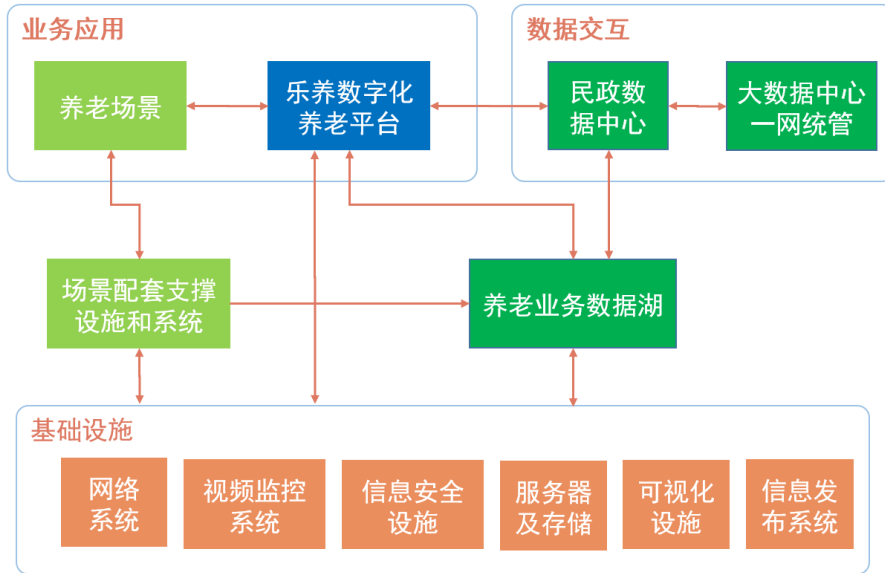 业务应用
养老场景
乐养数字化
养老平台
数据交互
民政数
据中心
大数据中心
一网统管
场景配套支撑
设施和系统
养老业务数据湖
基础设施
网络
系统
视频监控
系统
信息安全
设施
服务器
及存储
可视化
设施
信息发
布系统